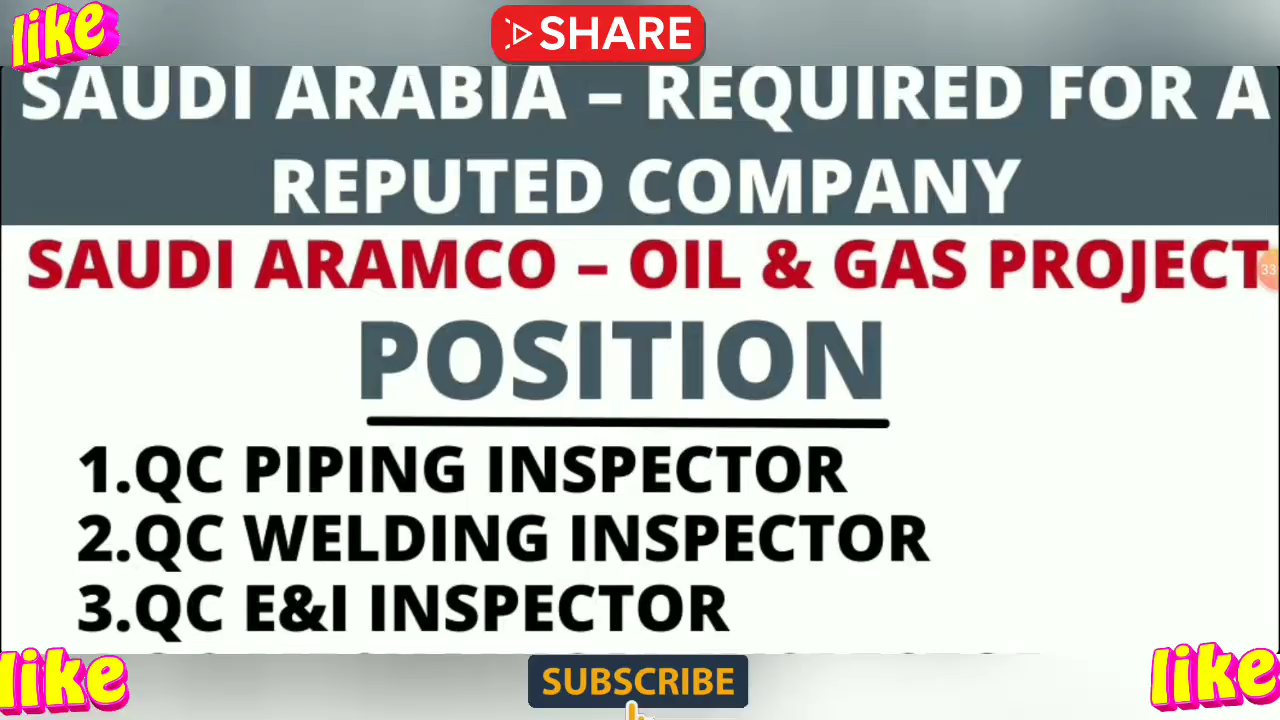 like
SHARE
SAUDI ARABIA – REQUIRED FOR A
REPUTED COMPANY
SAUDI ARAMCO – OIL & GAS PROJECT
33
POSITION
1.QC PIPING INSPECTOR
2.QC WELDING INSPECTOR
3.QC E&I INSPECTOR
like
SUBSCRIBE
like